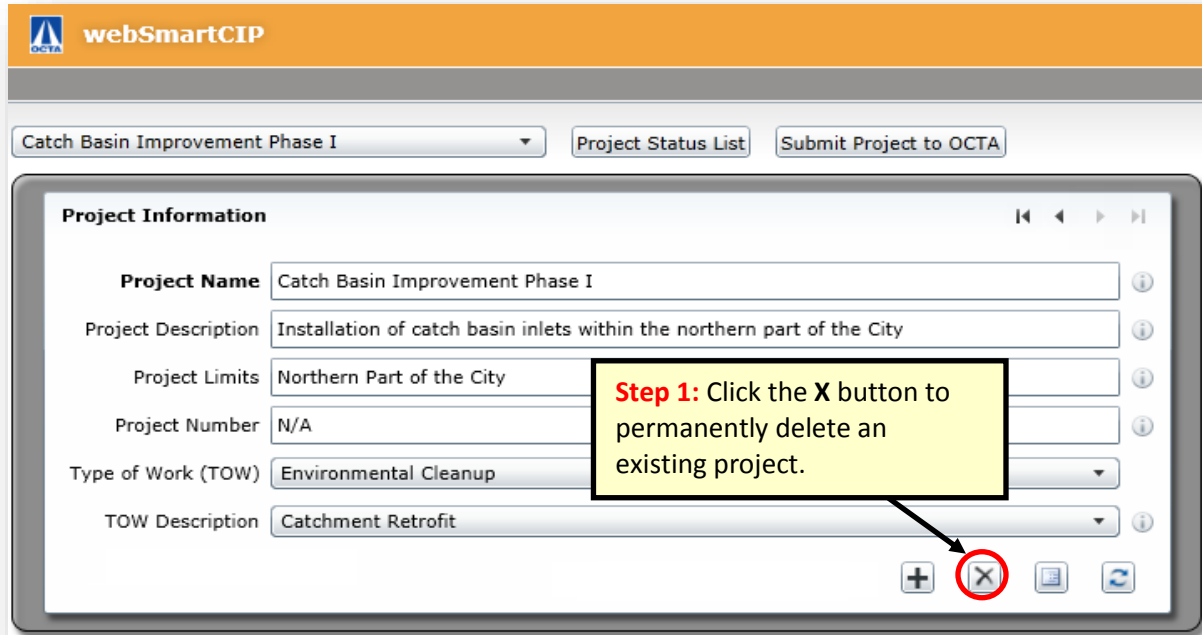 OCTA
webSmartCIP
Catch Basin Improvement Phase I
Project Status List
Submit Project to OCTA
Project Information
Project Name Catch Basin Improvement Phase I
Project Description Installation of catch basin inlets within the northern part of the City
Project Limits Northern Part of the City
Project Number N/A
Type of Work (TOW) Environmental Cleanup
TOW Description Catchment Retrofit
Step 1: Click the X button to
permanently delete an
existing project.